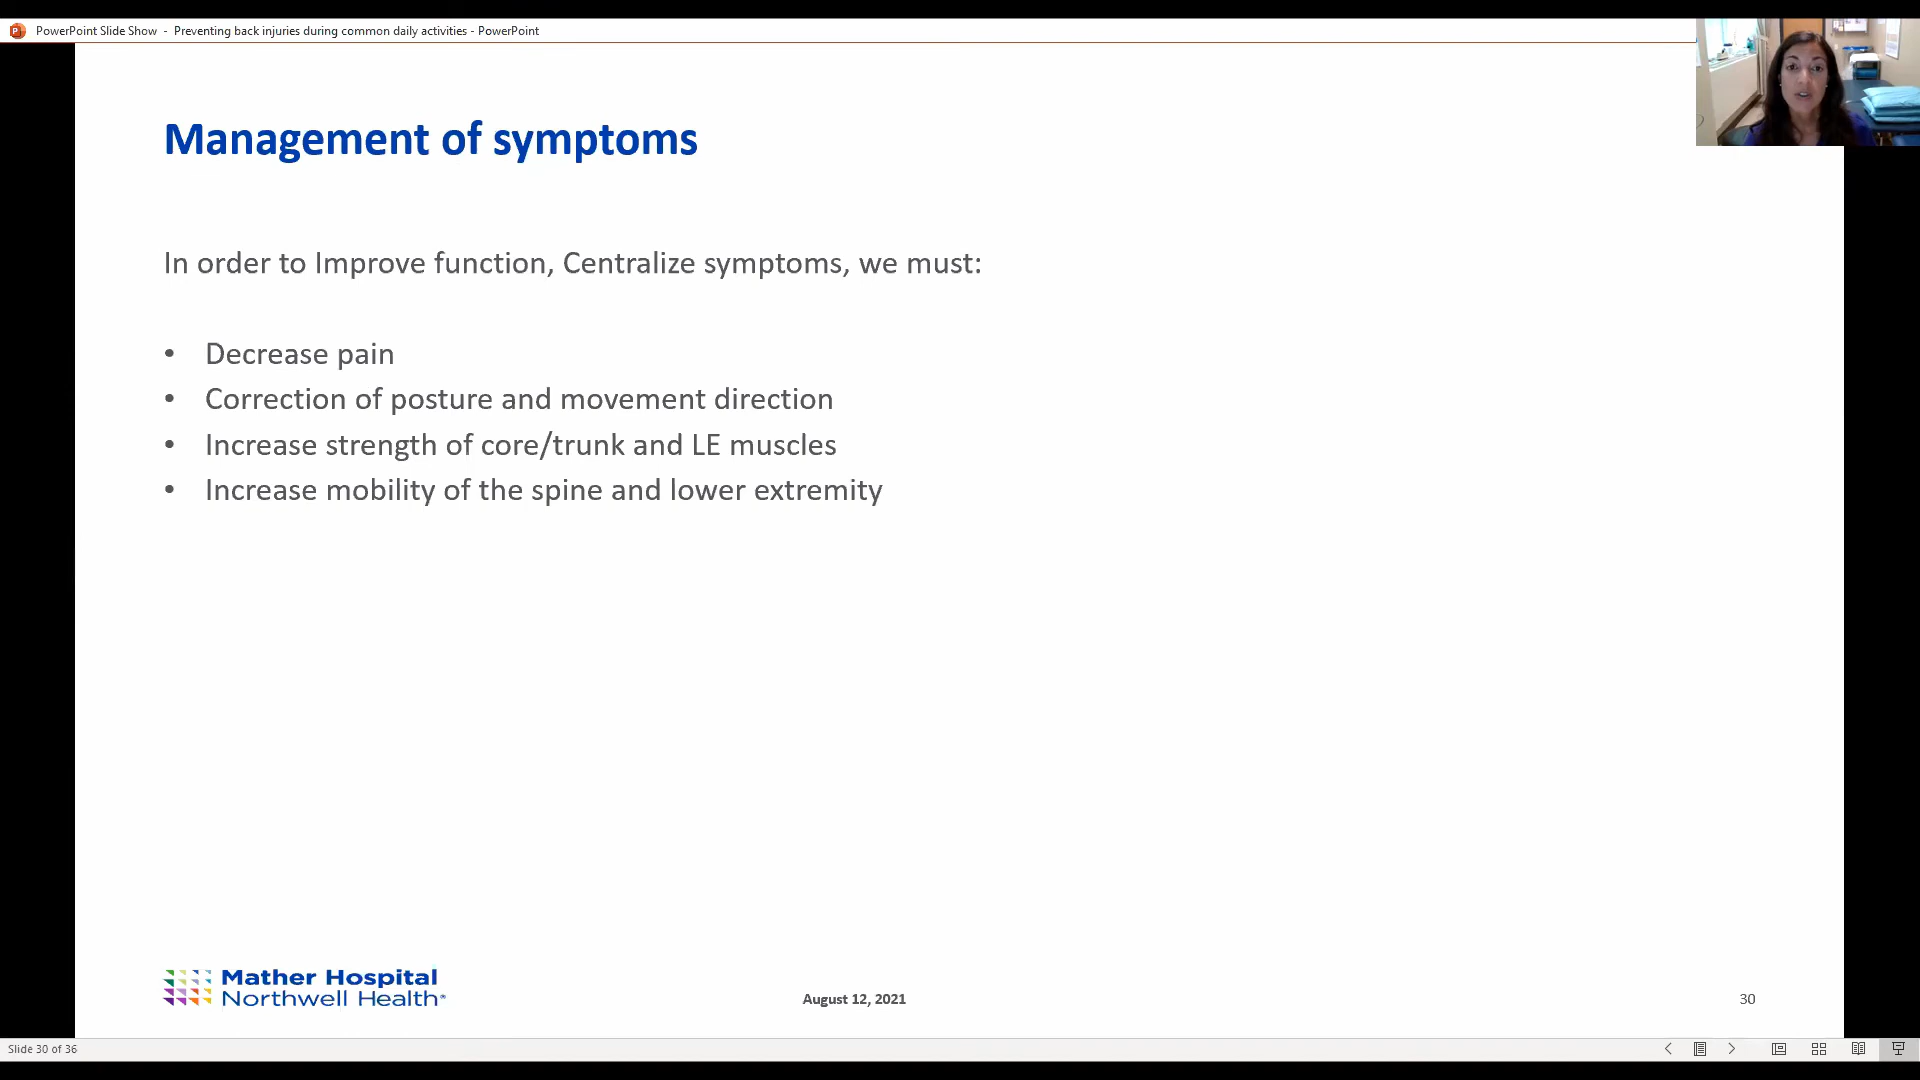 PowerPoint Slide Show - Preventing back injuries during common daily activities - PowerPoint
Management of symptoms
In order to Improve function, Centralize symptoms, we must:
• Decrease pain
• Correction of posture and movement direction
• Increase strength of core/trunk and LE muscles
• Increase mobility of the spine and lower extremity
Mather Hospital
Northwell Health®
August 12, 2021
30
Slide 30 of 36